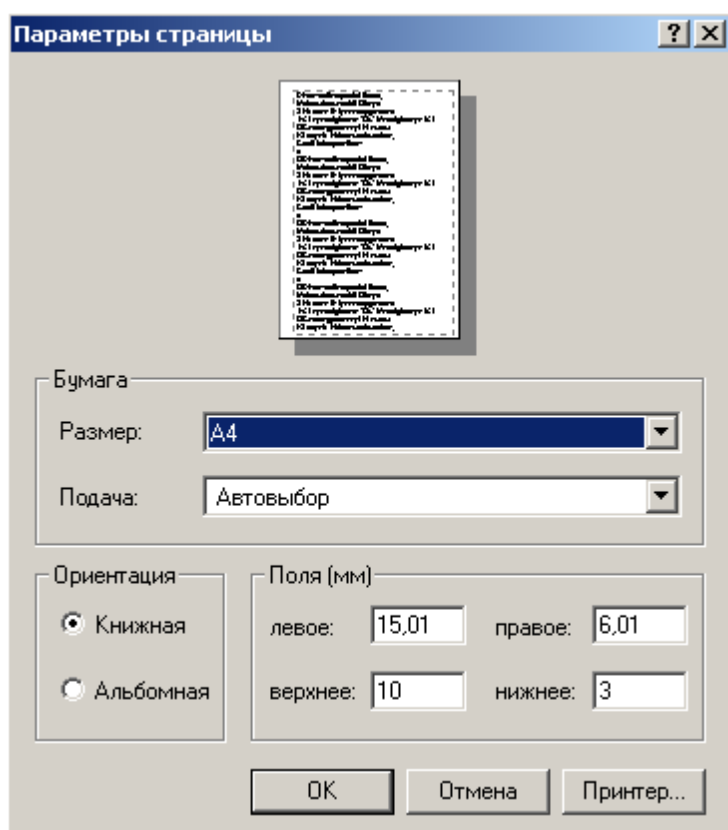 Параметры страницы
Бумага
Размер: A4
Подача: Автовыбор
Ориентация
Книжная
Альбомная
Поля (мм)
левое: 15,01 правое: 6,01
верхнее: 10 нижнее: 3
OK Отмена Принтер...